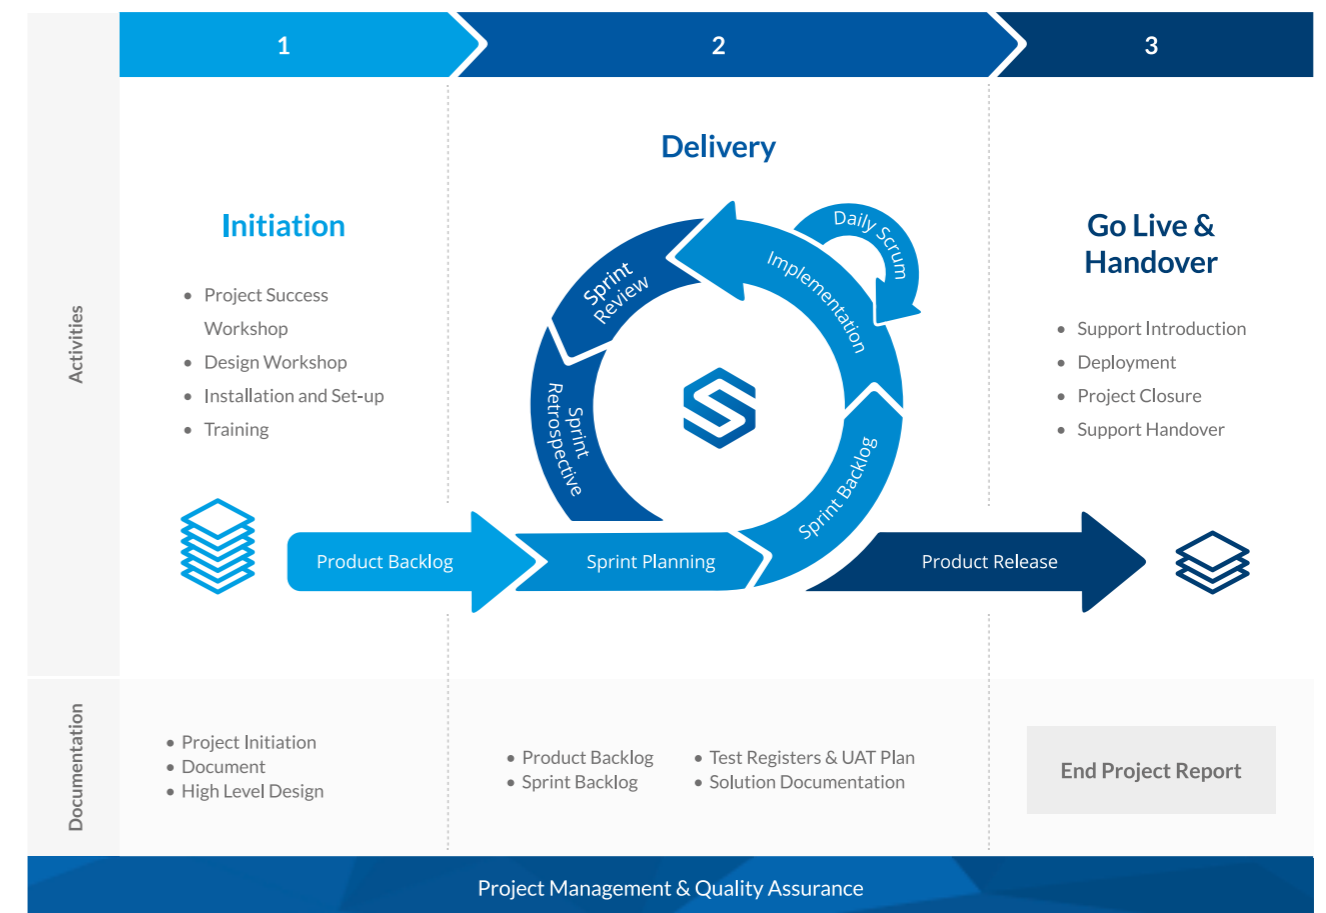 1
2
3
Activities
Initiation
• Project Success
Workshop
• Design Workshop
• Installation and Set-up
• Training
Delivery
Daily Scrum
Implementation
Sprint
Review
Sprint
Retrospective
Sprint Backlog
Product Backlog
Sprint Planning
Product Release
Go Live &
Handover
• Support Introduction
• Deployment
• Project Closure
• Support Handover
Documentation
• Project Initiation
• Document
• High Level Design
• Product Backlog
• Sprint Backlog
• Test Registers & UAT Plan
• Solution Documentation
End Project Report
Project Management & Quality Assurance